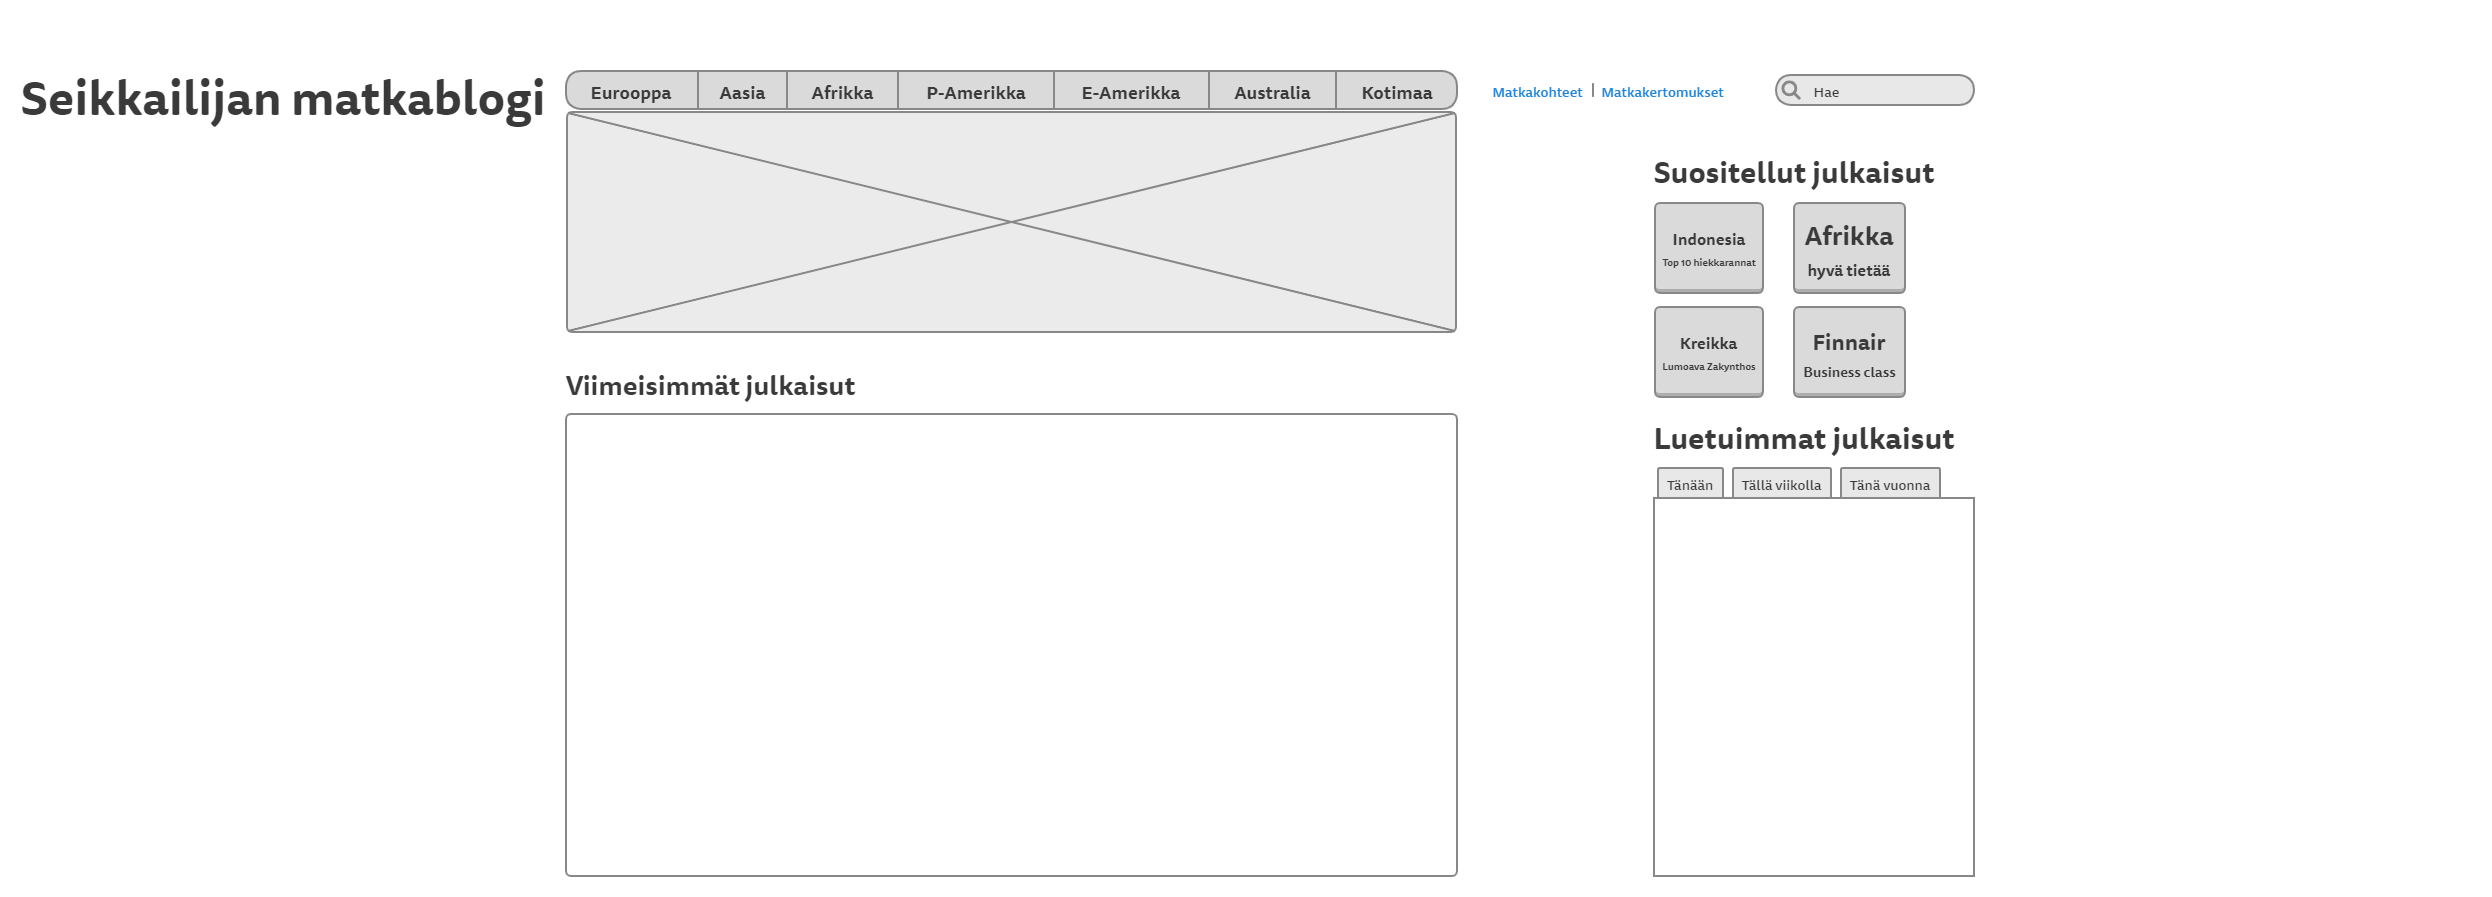 Seikkailijan matkablogi
Eurooppa
Aasia
Afrikka
P-Amerikka
E-Amerikka
Australia
Kotimaa
Matkakohteet | Matkakertomukset
Hae
Suositellut julkaisut
Indonesia
Top 10 hiekkarannat
Afrikka
hyvä tietää
Kreikka
Lumoava Zakynthos
Finnair
Business class
Viimeisimmät julkaisut
Luetuimmat julkaisut
Tänään
Tällä viikolla
Tänä vuonna